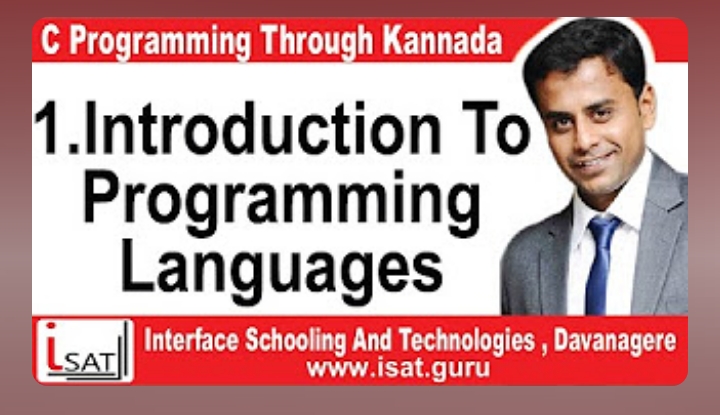 C Programming Through Kannada
1.Introduction To
Programming
Languages
iSAT
Interface Schooling And Technologies , Davanagere
www.isat.guru